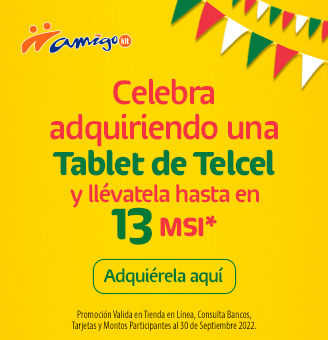 amigo kit
Celebra
adquiriendo una
Tablet de Telcel
y llévatela hasta en
13 MSI*
Adquiérela aquí
Promoción Valida en Tienda en Línea, Consulta Bancos,
Tarjetas y Montos Participantes al 30 de Septiembre 2022.